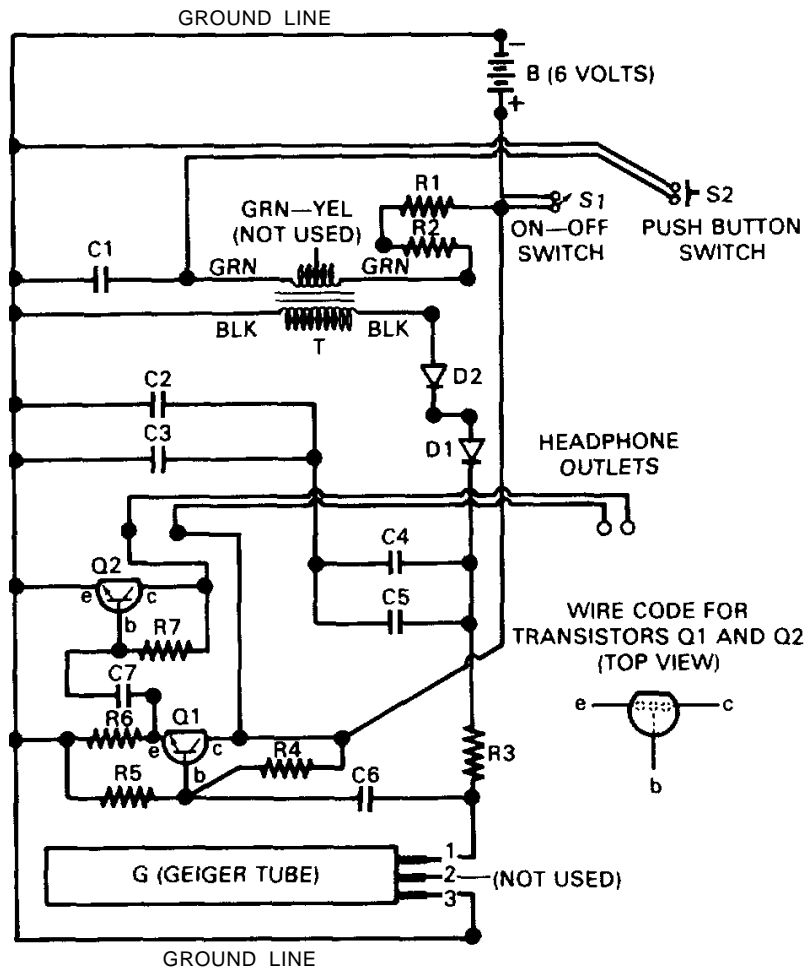 GROUND LINE
−
B (6 VOLTS)
+
R1
S1
S2
GRN—YEL
(NOT USED)
R2
ON—OFF
SWITCH
PUSH BUTTON
SWITCH
C1
GRN
GRN
BLK
T
BLK
C2
D2
C3
D1
HEADPHONE
OUTLETS
C4
Q2
e
c
b
C5
R7
WIRE CODE FOR
TRANSISTORS Q1 AND Q2
(TOP VIEW)
C7
R6
Q1
e
c
b
e
c
b
R4
R3
R5
C6
G (GEIGER TUBE)
1
2—(NOT USED)
3
GROUND LINE